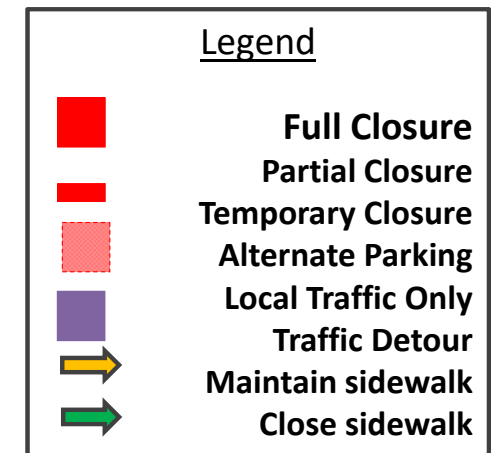 Legend
Full Closure
Partial Closure
Temporary Closure
Alternate Parking
Local Traffic Only
Traffic Detour
Maintain sidewalk
Close sidewalk